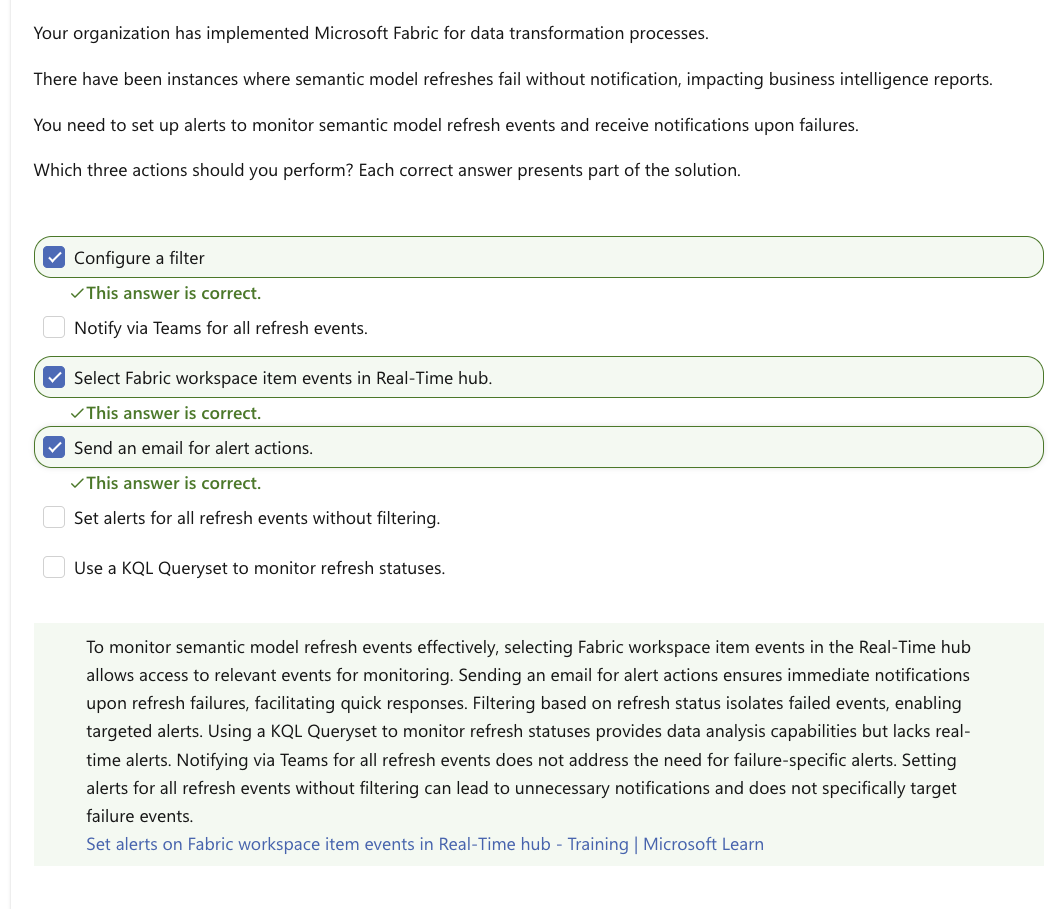 Your organization has implemented Microsoft Fabric for data transformation processes.
There have been instances where semantic model refreshes fail without notification, impacting business intelligence reports.
You need to set up alerts to monitor semantic model refresh events and receive notifications upon failures.
Which three actions should you perform? Each correct answer presents part of the solution.
Configure a filter
✓This answer is correct.
Notify via Teams for all refresh events.
Select Fabric workspace item events in Real-Time hub.
✓This answer is correct.
Send an email for alert actions.
✓This answer is correct.
Set alerts for all refresh events without filtering.
Use a KQL Queryset to monitor refresh statuses.
To monitor semantic model refresh events effectively, selecting Fabric workspace item events in the Real-Time hub
allows access to relevant events for monitoring. Sending an email for alert actions ensures immediate notifications
upon refresh failures, facilitating quick responses. Filtering based on refresh status isolates failed events, enabling
targeted alerts. Using a KQL Queryset to monitor refresh statuses provides data analysis capabilities but lacks real-
time alerts. Notifying via Teams for all refresh events does not address the need for failure-specific alerts. Setting
alerts for all refresh events without filtering can lead to unnecessary notifications and does not specifically target
failure events.
Set alerts on Fabric workspace item events in Real-Time hub - Training | Microsoft Learn